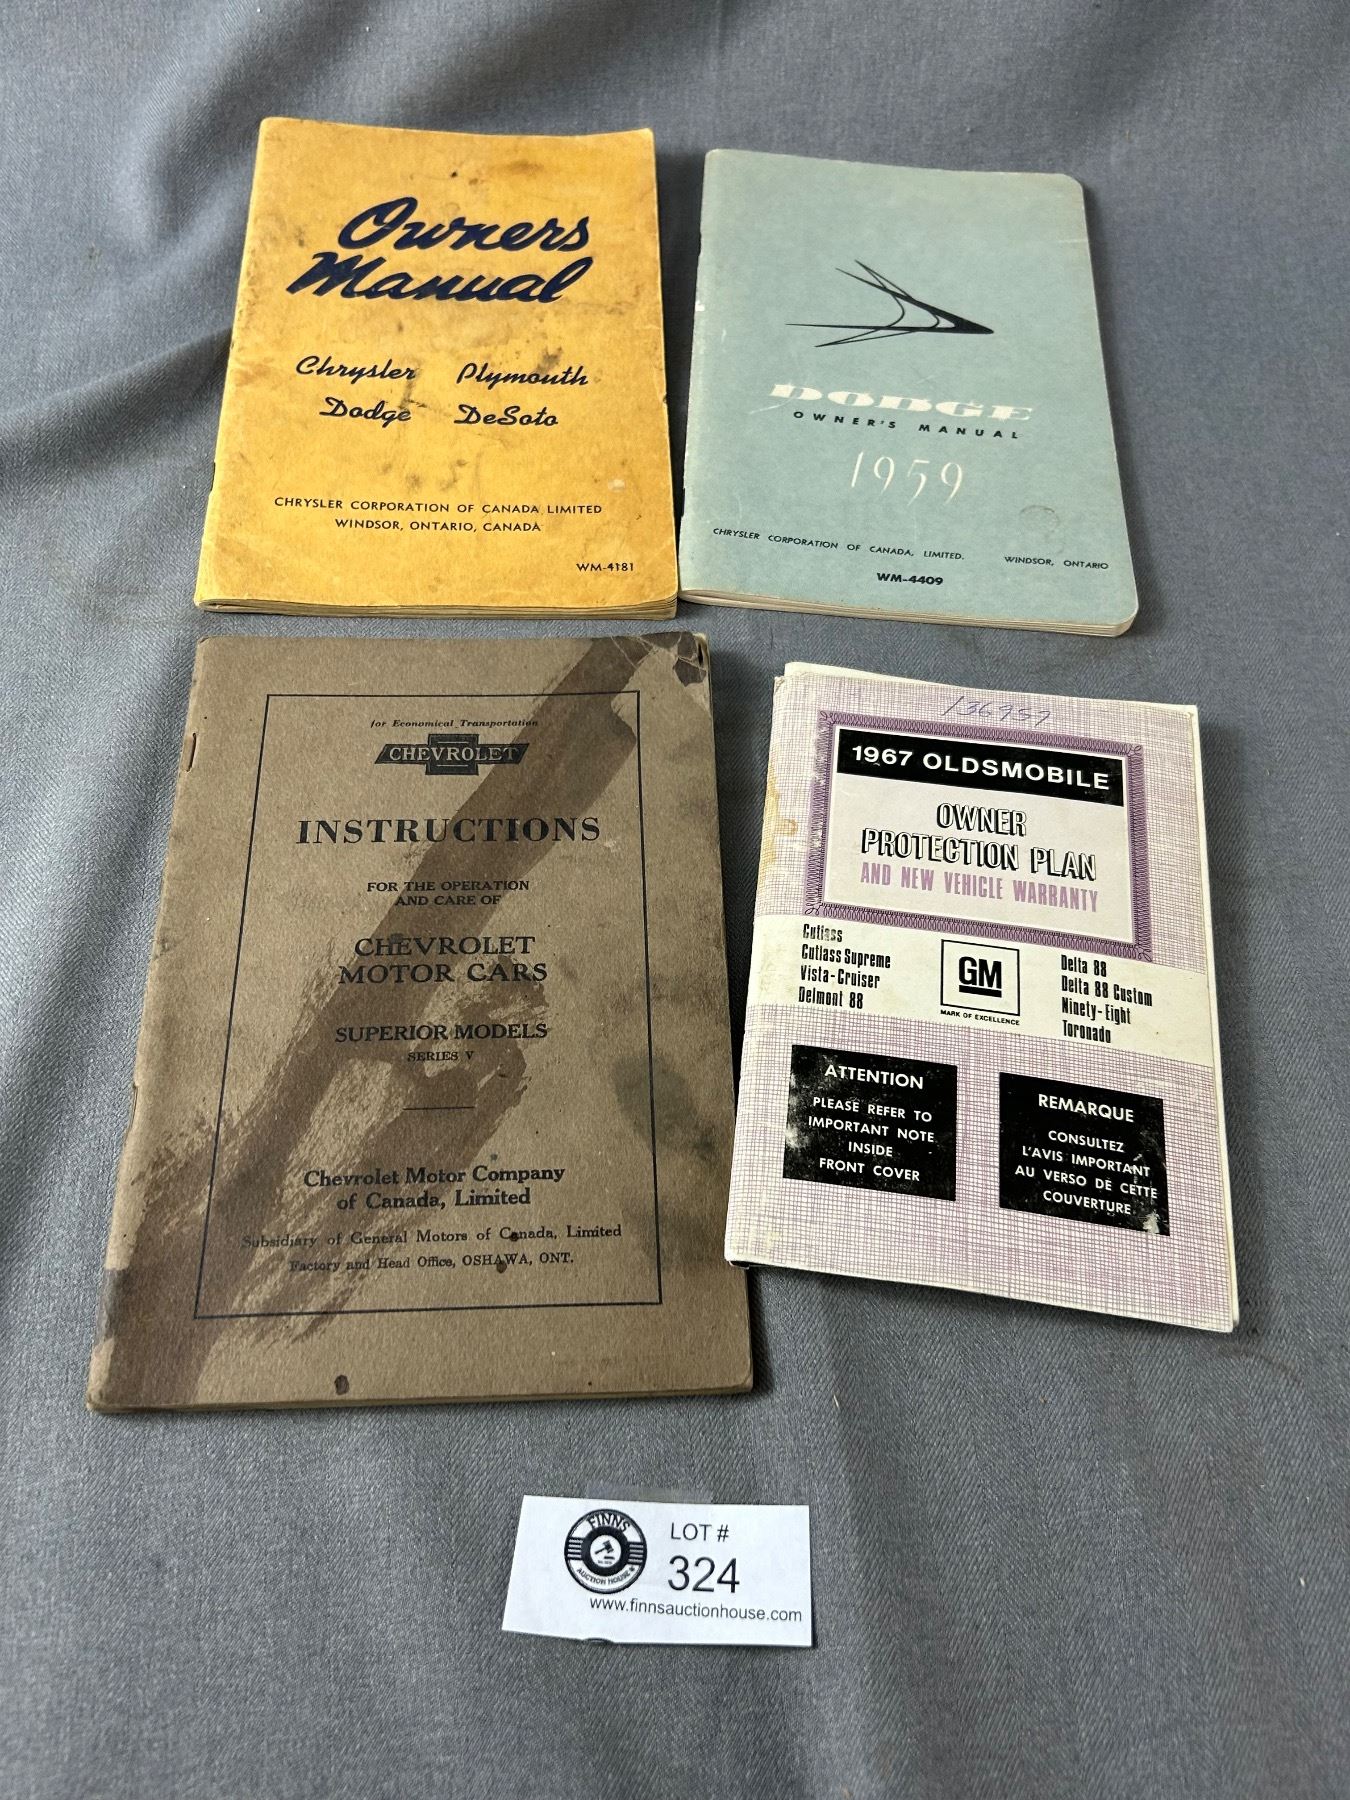 Owners
Manual
Chrysler Plymouth
Dodge DeSoto
CHRYSLER CORPORATION OF CANADA LIMITED
WINDSOR, ONTARIO, CANADA
WM-4181
DODGE
OWNER'S MANUAL
1959
CHRYSLER CORPORATION OF CANADA, LIMITED. WINDSOR, ONTARIO
WM-4409
for Economical Transportation
CHEVROLET
INSTRUCTIONS
FOR THE OPERATION
AND CARE OF
CHEVROLET
MOTOR CARS
SUPERIOR MODELS
SERIES V
Chevrolet Motor Company
of Canada, Limited
Subsidiary of General Motors of Canada, Limited
Factory and Head Office, OSHAWA, ONT.
136959
1967 OLDSMOBILE
OWNER
PROTECTION PLAN
AND NEW VEHICLE WARRANTY
Cutlass
Cutlass Supreme
Vista-Cruiser
Delmont 88
GM
MARK OF EXCELLENCE
Delta 88
Delta 88 Custom
Ninety-Eight
Toronado
ATTENTION
PLEASE REFER TO
IMPORTANT NOTE
INSIDE
FRONT COVER
REMARQUE
CONSULTEZ
L'AVIS IMPORTANT
AU VERSO DE CETTE
COUVERTURE
FINNS
AUCTION HOUSE
LOT #
324
www.finnsauctionhouse.com